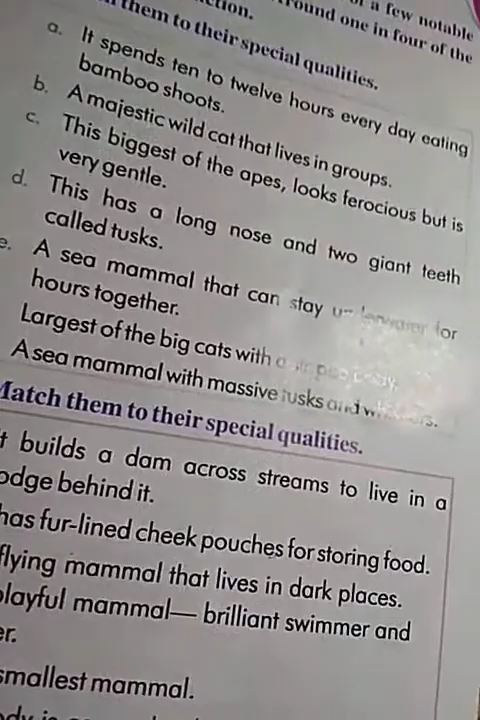 of a few notable
ction.
round one in four of the
them to their special qualities.
a. It spends ten to twelve hours every day eating
bamboo shoots.
b. A majestic wild cat that lives in groups.
c. This biggest of the apes, looks ferocious but is
very gentle.
d. This has a long nose and two giant teeth
called tusks.
e. A sea mammal that can stay for
hours together.
Largest of the big cats with a
A sea mammal with massive tusks and
Match them to their special qualities.
t builds a dam across streams to live in a
odge behind it.
has fur-lined cheek pouches for storing food.
flying mammal that lives in dark places.
playful mammal— brilliant swimmer and
er.
smallest mammal.